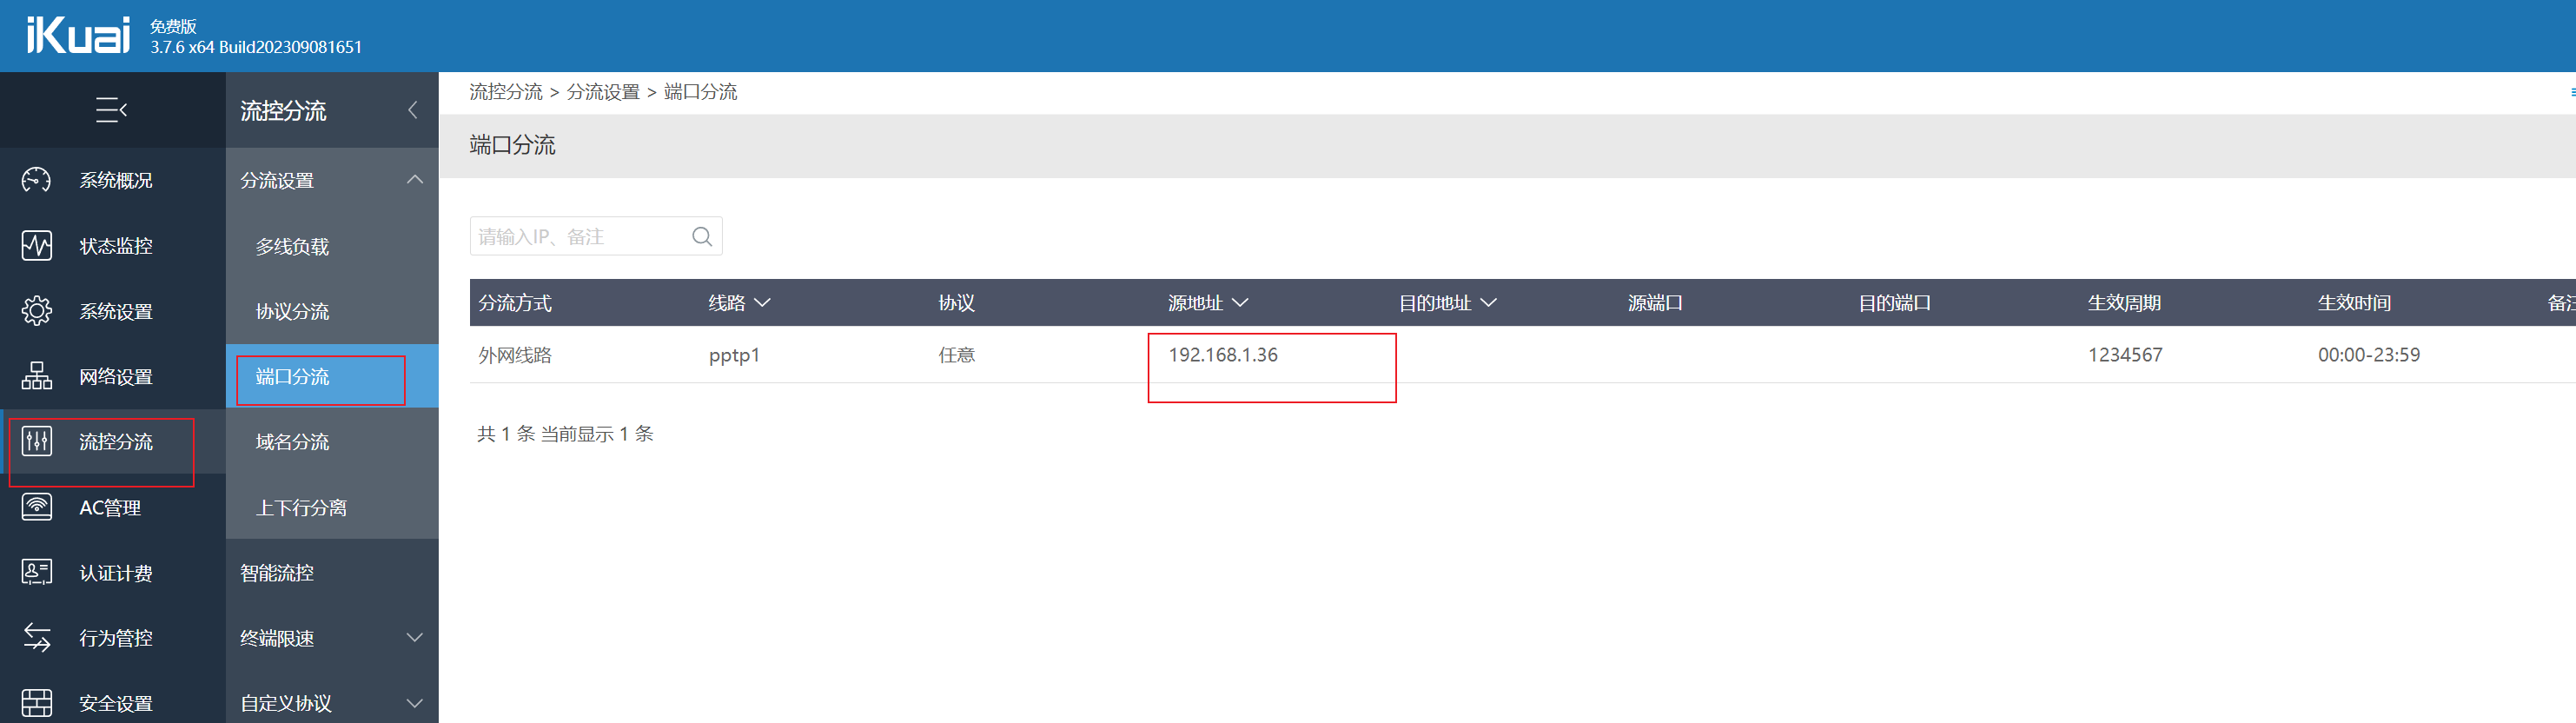 iKuai 免费版
3.7.6 x64 Build202309081651
流控分流
系统概况
状态监控
系统设置
网络设置
流控分流
AC管理
认证计费
行为管控
安全设置
分流设置
多线负载
协议分流
端口分流
域名分流
上下行分离
智能流控
终端限速
自定义协议
流控分流 > 分流设置 > 端口分流
端口分流
请输入IP、备注
分流方式 线路 协议 源地址 目的地址 源端口 目的端口 生效周期 生效时间 备
外网线路 pptp1 任意 192.168.1.36 1234567 00:00-23:59
共 1 条 当前显示 1 条